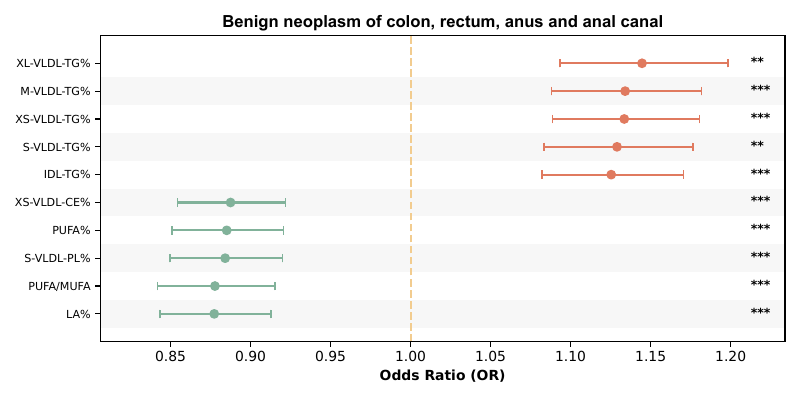 Benign neoplasm of colon, rectum, anus and anal canal
XL-VLDL-TG% **
M-VLDL-TG% ***
XS-VLDL-TG% ***
S-VLDL-TG% **
IDL-TG% ***
XS-VLDL-CE% ***
PUFA% ***
S-VLDL-PL% ***
PUFA/MUFA ***
LA% ***
0.85 0.90 0.95 1.00 1.05 1.10 1.15 1.20
Odds Ratio (OR)